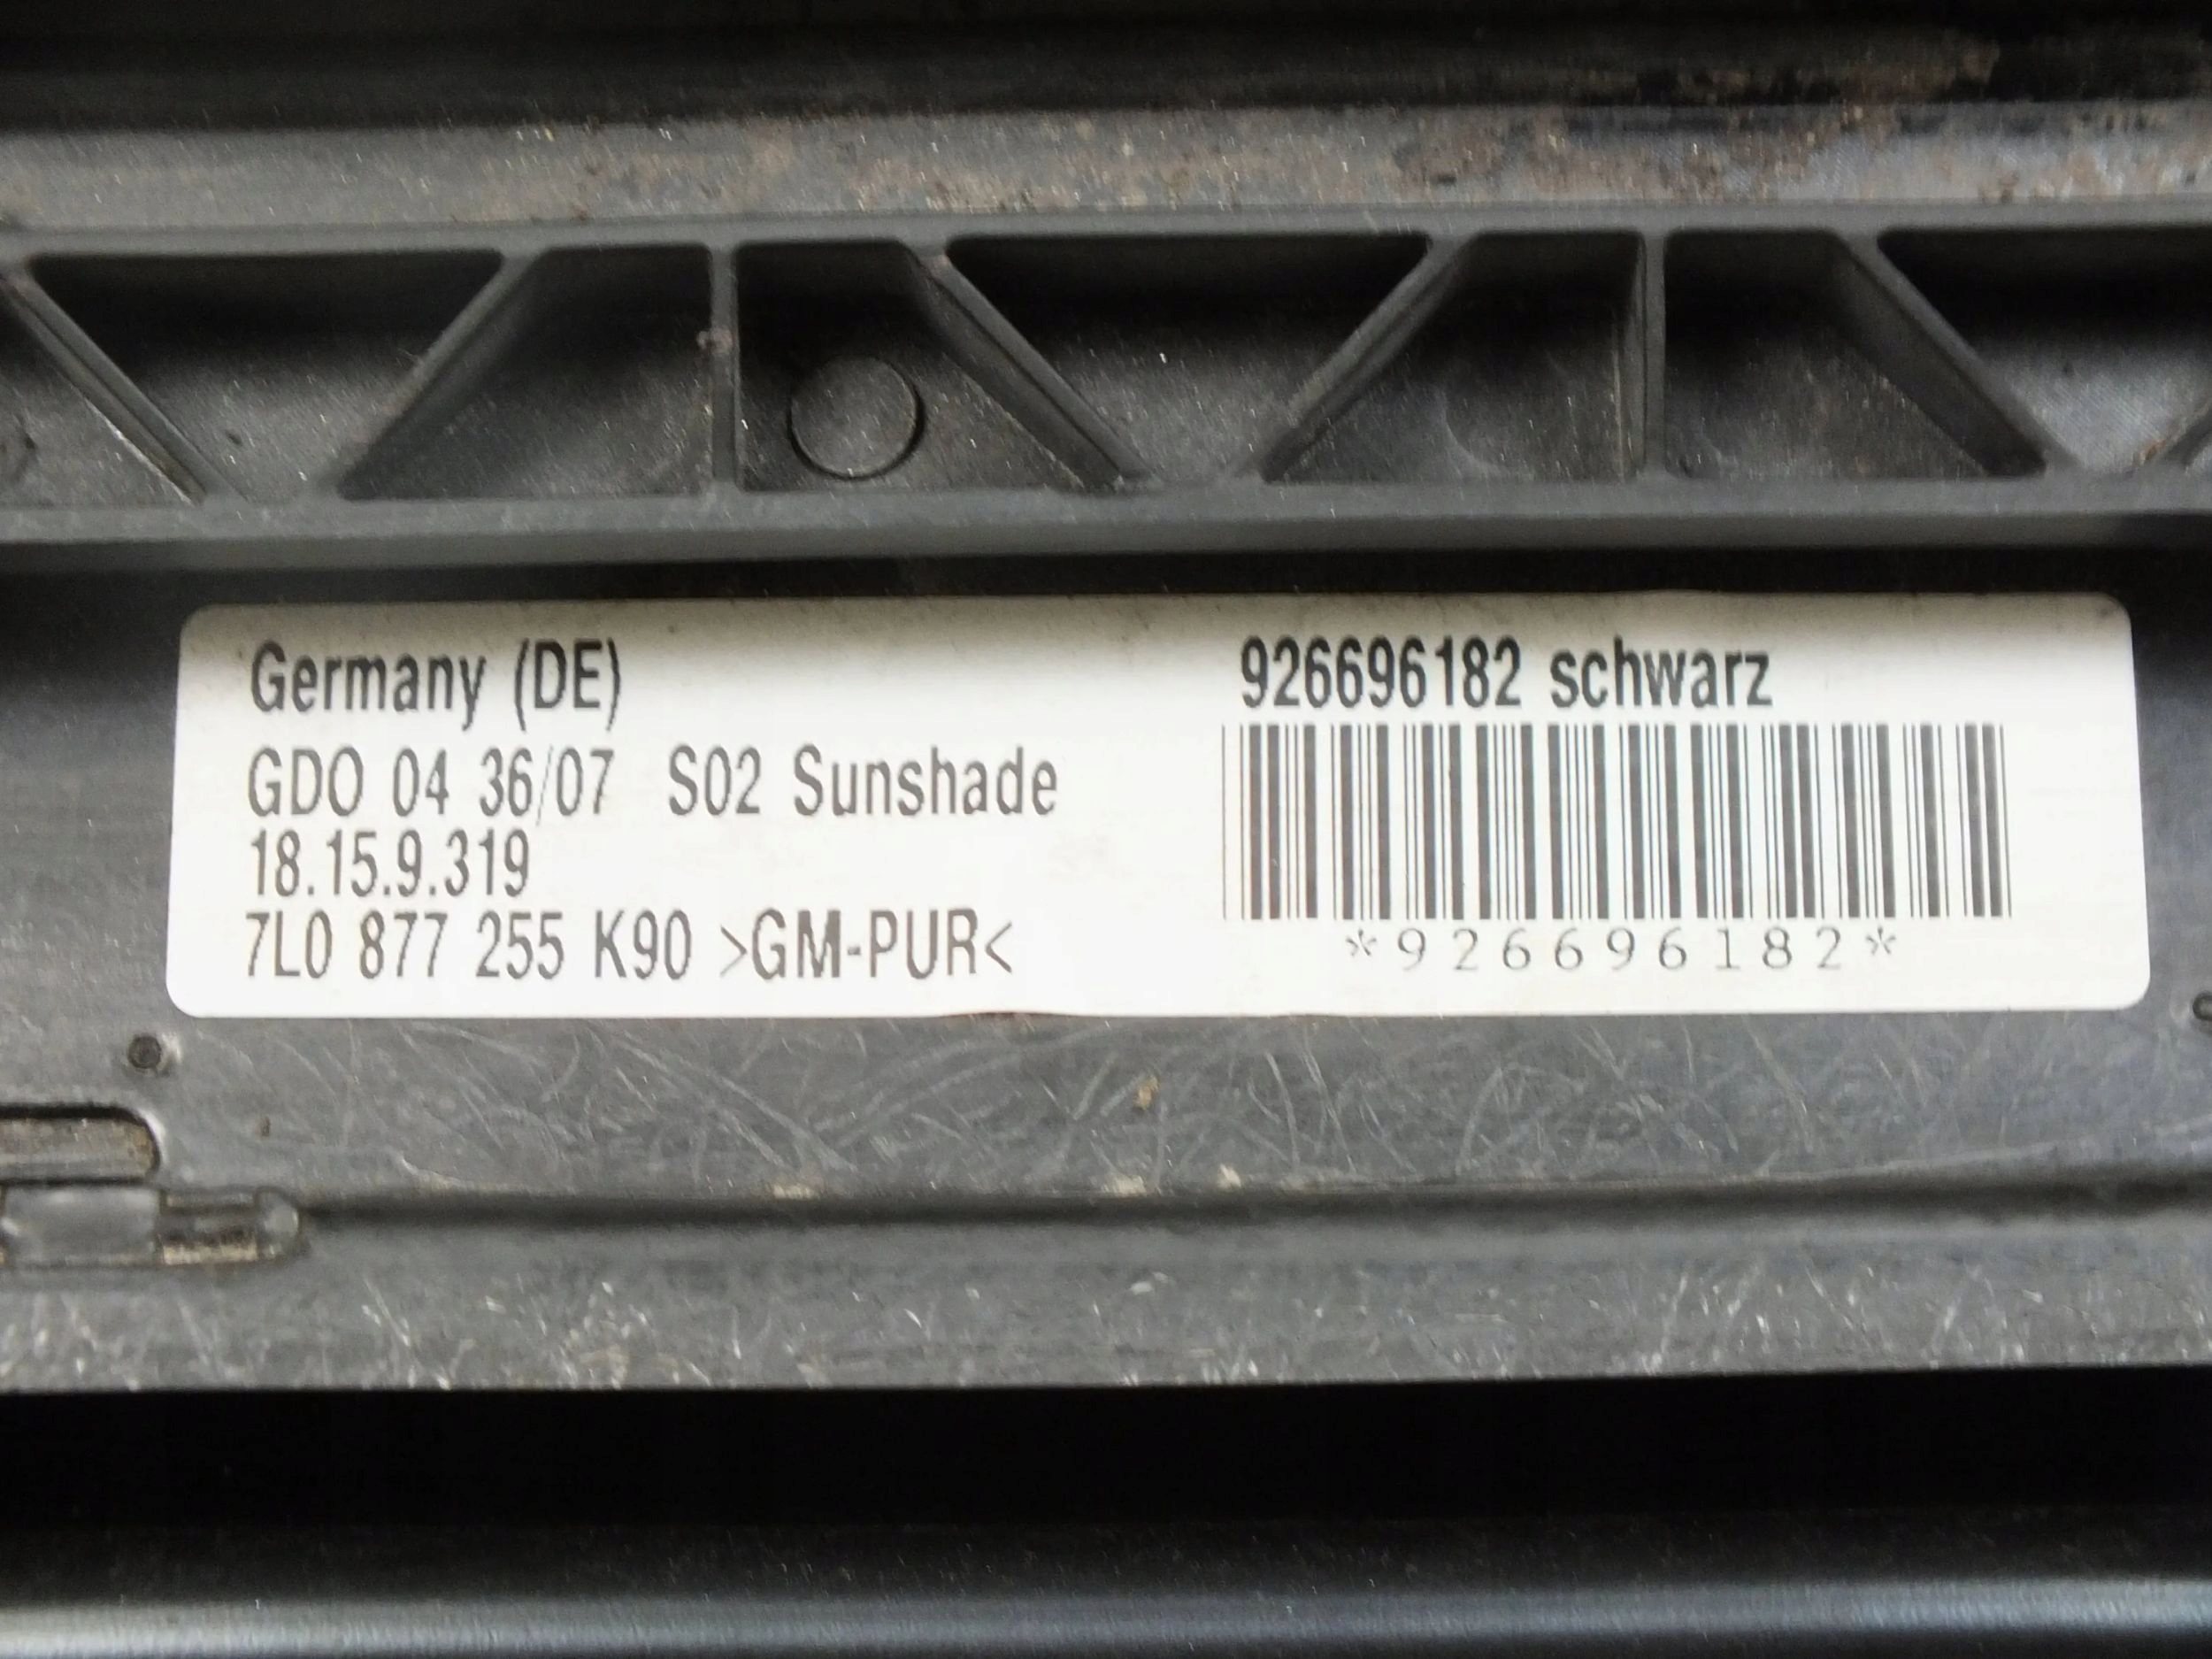 Germany (DE)
GDO 04 36/07 S02 Sunshade
18.15.9.319
7L0 877 255 K90 >GM-PUR<
926696182 schwarz
*926696182*